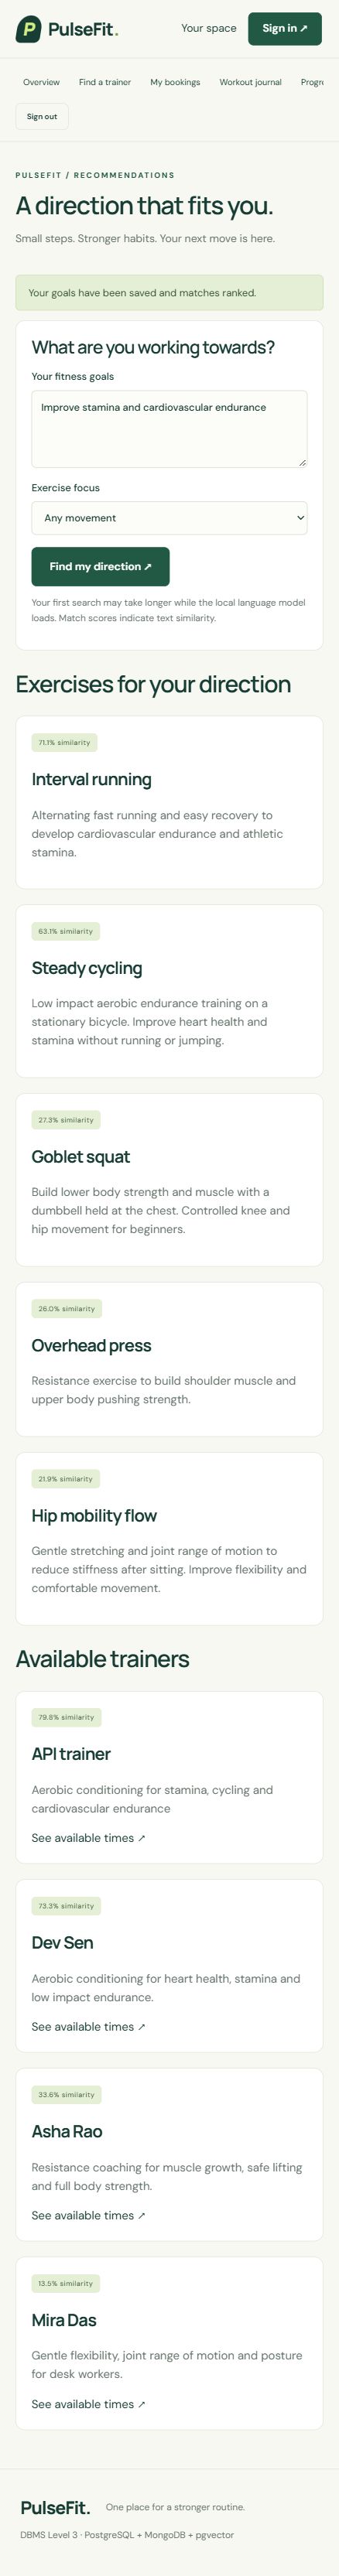 P PulseFit.
Your space
Sign in ↗
Overview Find a trainer My bookings Workout journal Progre
Sign out
PULSEFIT / RECOMMENDATIONS
A direction that fits you.
Small steps. Stronger habits. Your next move is here.
Your goals have been saved and matches ranked.
What are you working towards?
Your fitness goals
Improve stamina and cardiovascular endurance
Exercise focus
Any movement
Find my direction ↗
Your first search may take longer while the local language model
loads. Match scores indicate text similarity.
Exercises for your direction
71.1% similarity
Interval running
Alternating fast running and easy recovery to
develop cardiovascular endurance and athletic
stamina.
63.1% similarity
Steady cycling
Low impact aerobic endurance training on a
stationary bicycle. Improve heart health and
stamina without running or jumping.
27.3% similarity
Goblet squat
Build lower body strength and muscle with a
dumbbell held at the chest. Controlled knee and
hip movement for beginners.
26.0% similarity
Overhead press
Resistance exercise to build shoulder muscle and
upper body pushing strength.
21.9% similarity
Hip mobility flow
Gentle stretching and joint range of motion to
reduce stiffness after sitting. Improve flexibility and
comfortable movement.
Available trainers
79.8% similarity
API trainer
Aerobic conditioning for stamina, cycling and
cardiovascular endurance
See available times ↗
73.3% similarity
Dev Sen
Aerobic conditioning for heart health, stamina and
low impact endurance.
See available times ↗
33.6% similarity
Asha Rao
Resistance coaching for muscle growth, safe lifting
and full body strength.
See available times ↗
13.5% similarity
Mira Das
Gentle flexibility, joint range of motion and posture
for desk workers.
See available times ↗
PulseFit. One place for a stronger routine.
DBMS Level 3 · PostgreSQL + MongoDB + pgvector